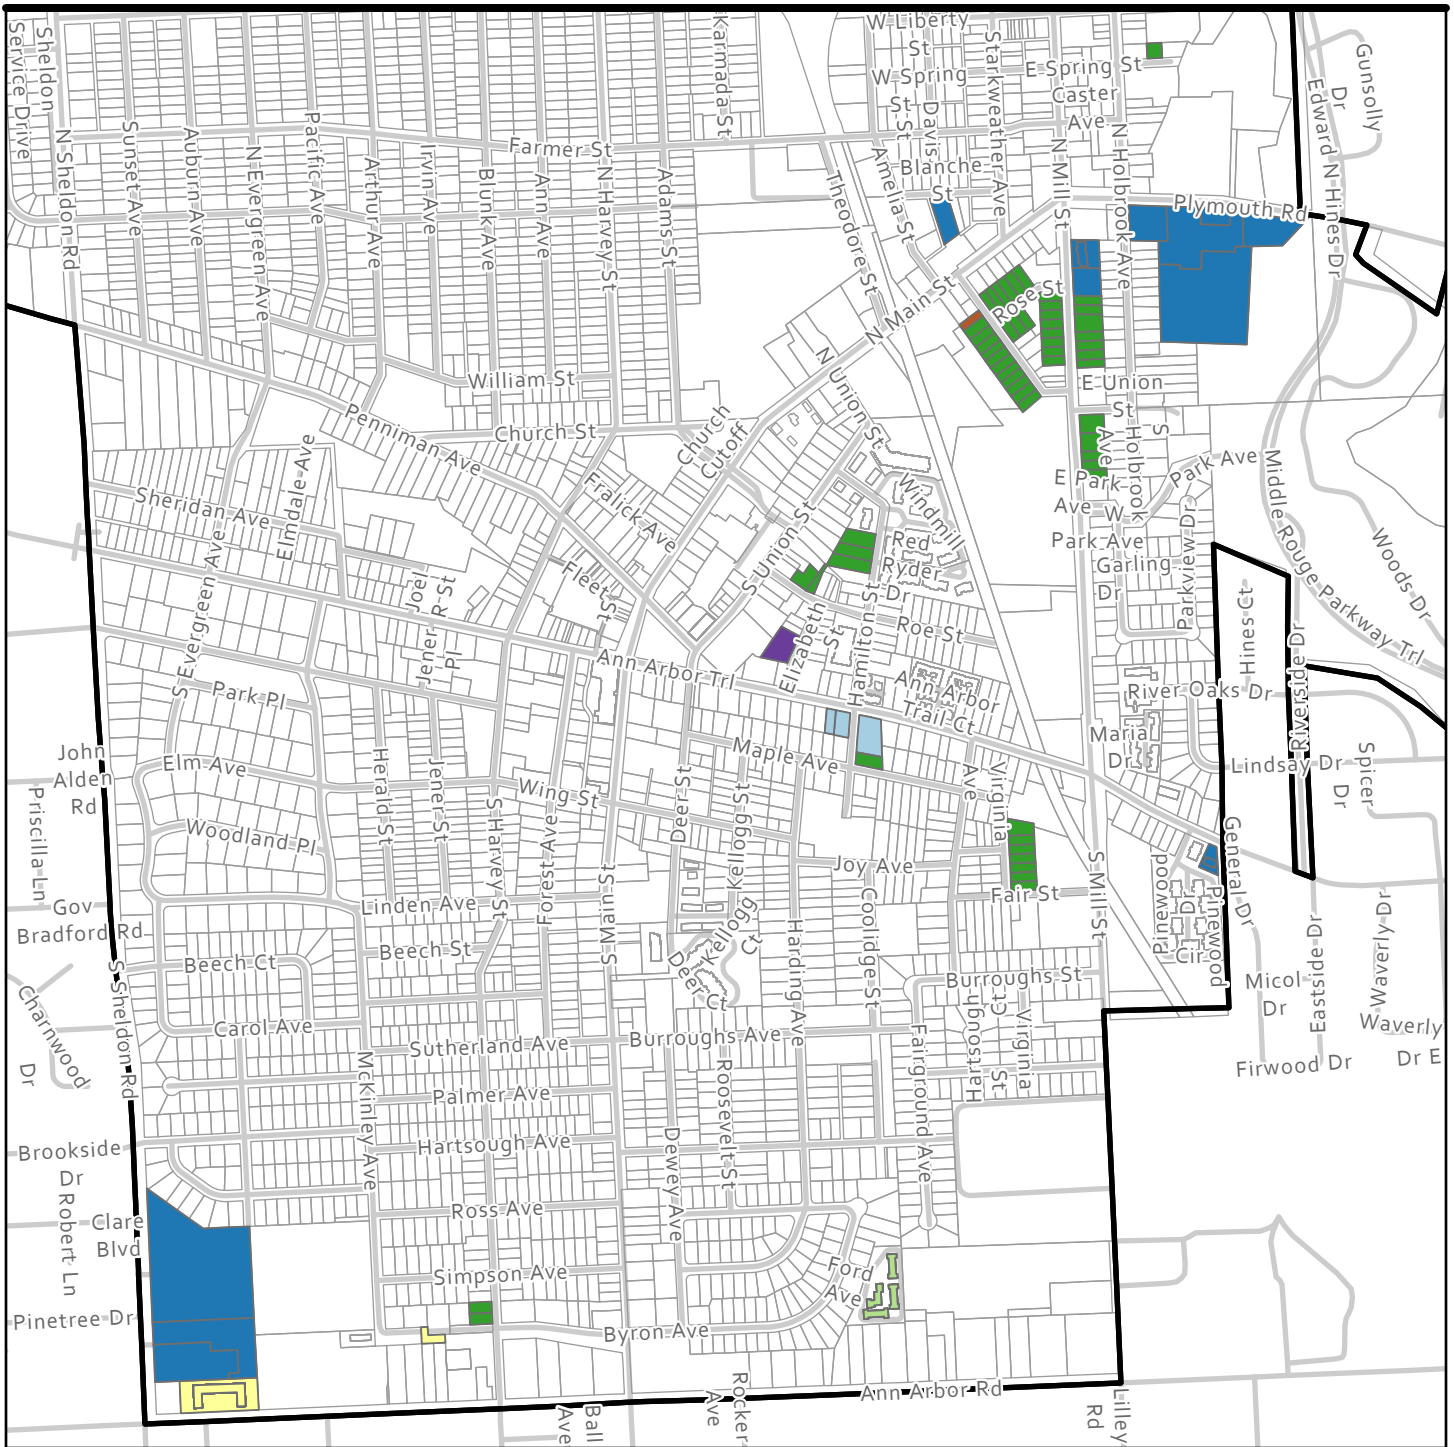 W Liberty
St
W Spring
St
E Spring St
Caster
Ave
Karmada St
Starkweather Ave
Davis
St
Blanche
St
Gunsolly
Dr
Edward N Hines Dr
Service Drive
Sheldon
N Sheldon Rd
Sunset Ave
Auburn Ave
N Evergreen Ave
Pacific Ave
Arthur Ave
Irvin Ave
Blunk Ave
Ann Ave
N Harvey St
Adams St
Farmer St
Theodore St
Amelia St
N Mill St
N Holbrook Ave
Plymouth Rd
Rose St
N Main St
William St
Church St
Penniman Ave
Church
Cutoff
N Union St
E Union
St
S
Holbrook
Ave
E Park
Ave
W
Park Ave
Park Ave
Garling
Dr
Parkview Dr
Middle Rouge Parkway Trl
Woods Dr
Hines Ct
Riverside Dr
Sheridan Ave
Elmdale Ave
Fralick Ave
Windmill
Red
Ryder
Dr
S Union St
Fleet St
Joel
R St
Jener
Pl
S Evergreen Ave
Roe St
Elizabeth
St
Hamilton St
Ann Arbor Trl
Ann Arbor
Trail Ct
Park Pl
River Oaks Dr
Maria
Dr
Lindsay Dr
Spicer
Dr
John
Alden
Rd
Priscilla Ln
Elm Ave
Woodland Pl
Herald St
Jener St
S Harvey St
Wing St
Maple Ave
Deer St
Kellogg St
Virginia
Ave
Forest Ave
S Main St
Joy Ave
Fair St
S Mill St
General Dr
Pinewood
Dr
Pinewood
Cir
Gov
Bradford Rd
Linden Ave
Beech St
Beech Ct
Kellogg
Ct
Deer Ct
Harding Ave
Coolidge St
Burroughs St
Micol
Dr
Eastside Dr
Waverly Dr
Waverly
Dr E
Firwood Dr
Charnwood
Dr
S Sheldon Rd
Carol Ave
Sutherland Ave
Burroughs Ave
Fairground Ave
Hartsough
St
Ct
Virginia
McKinley Ave
Palmer Ave
Hartsough Ave
Roosevelt St
Dewey Ave
Brookside
Dr
Robert Ln
Clare
Blvd
Pinetree Dr
Ross Ave
Simpson Ave
Byron Ave
Ford
Ave
Ann Arbor Rd
Ball
Ave
Rocker
Ave
Lilley
Rd